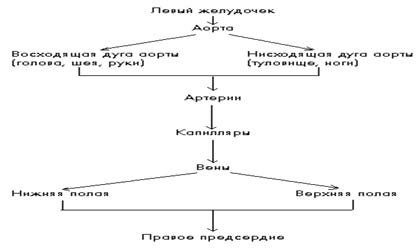 Левый желудочек
Аорта
Восходящая дуга аорты
(голова, шея, руки)
Нисходящая дуга аорты
(туловище, ноги)
Артерии
Капилляры
Вены
Нижняя полая
Верхняя полая
Правое предсердие